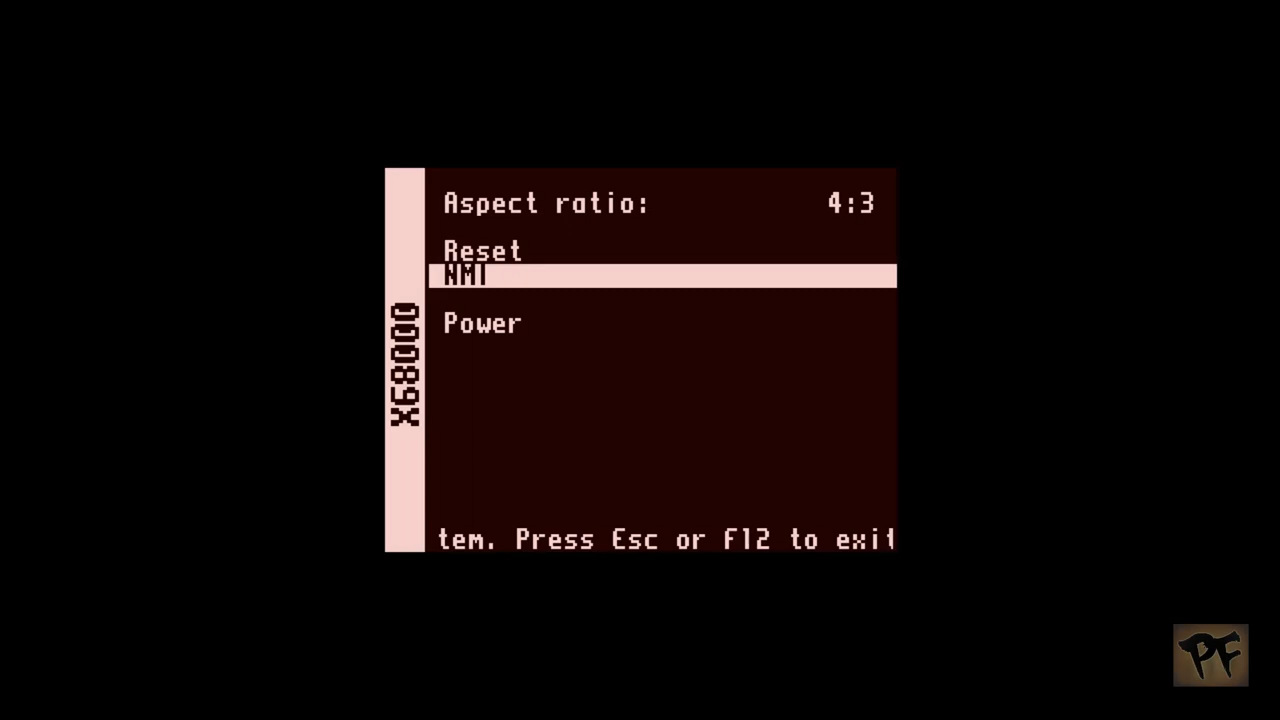 Aspect ratio: 4:3
Reset
NMI
Power
X68000
tem. Press Esc or F12 to exit
PF